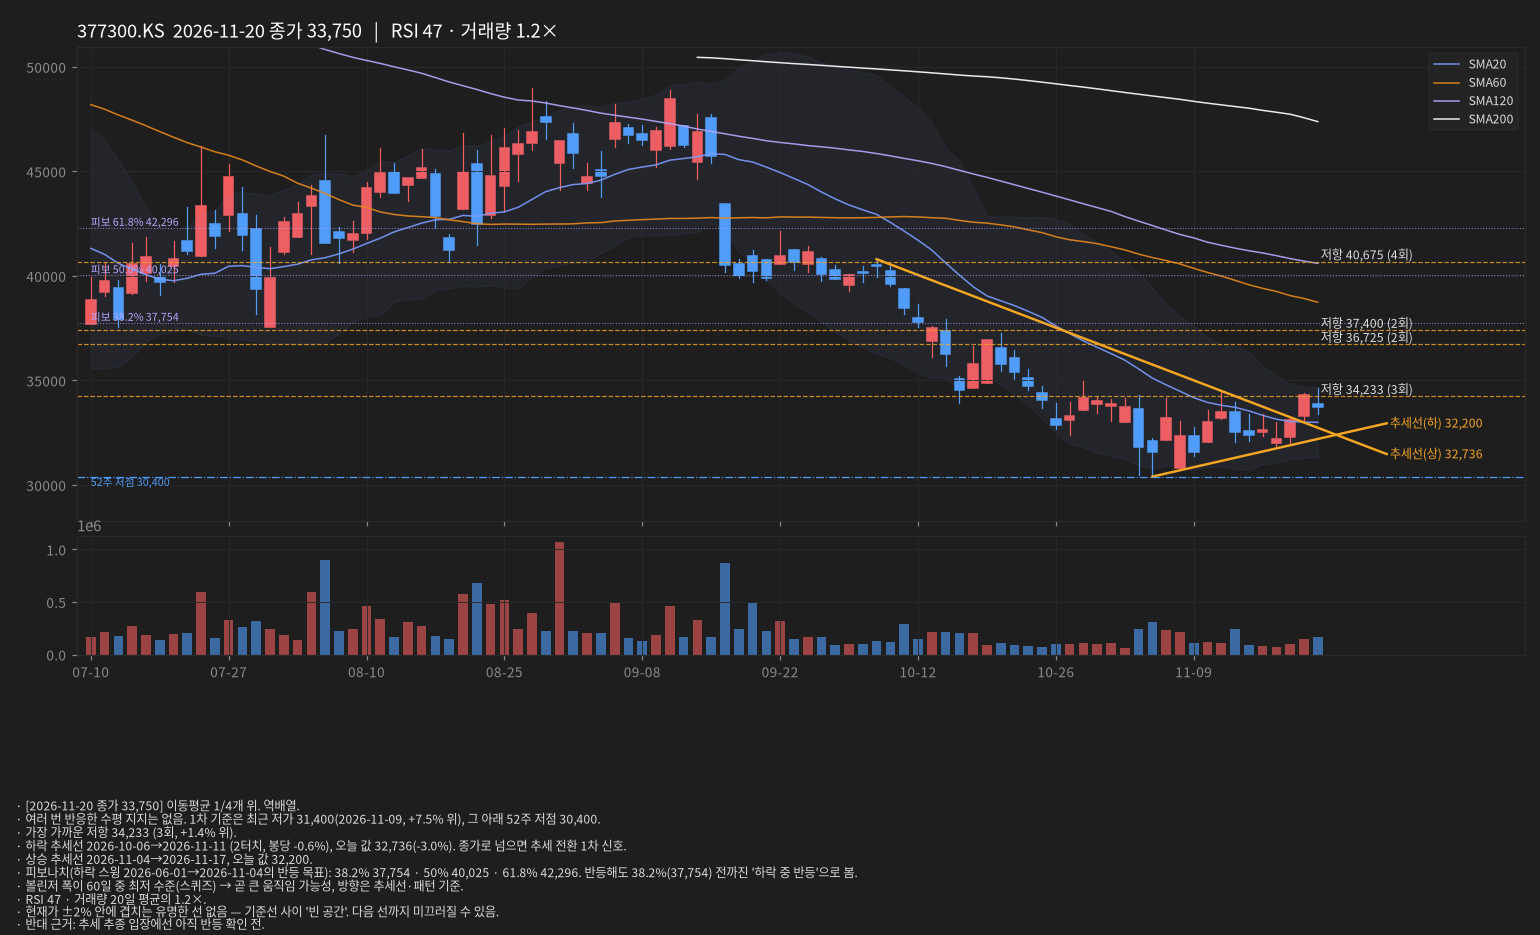 377300.KS  2026-11-20 종가 33,750  |  RSI 47 · 거래량 1.2×
SMA20
SMA60
SMA120
SMA200
50000
45000
40000
35000
30000
피보 61.8% 42,296
피보 50.0% 40,025
피보 38.2% 37,754
52주 저점 30,400
저항 40,675 (4회)
저항 37,400 (2회)
저항 36,725 (2회)
저항 34,233 (3회)
추세선(하) 32,200
추세선(상) 32,736
1e6
1.0
0.5
0.0
07-10 07-27 08-10 08-25 09-08 09-22 10-12 10-26 11-09
· [2026-11-20 종가 33,750] 이동평균 1/4개 위. 역배열.
· 여러 번 반응한 수평 지지는 없음. 1차 기준은 최근 저가 31,400(2026-11-09, +7.5% 위), 그 아래 52주 저점 30,400.
· 가장 가까운 저항 34,233 (3회, +1.4% 위).
· 하락 추세선 2026-10-06→2026-11-11 (2터치, 봉당 -0.6%), 오늘 값 32,736(-3.0%). 종가로 넘으면 추세 전환 1차 신호.
· 상승 추세선 2026-11-04→2026-11-17, 오늘 값 32,200.
· 피보나치(하락 스윙 2026-06-01→2026-11-04의 반등 목표): 38.2% 37,754 · 50% 40,025 · 61.8% 42,296. 반등해도 38.2%(37,754) 전까진 '하락 중 반등'으로 봄.
· 볼린저 폭이 60일 중 최저 수준(스퀴즈) → 곧 큰 움직임 가능성, 방향은 추세선·패턴 기준.
· RSI 47 · 거래량 20일 평균의 1.2×.
· 현재가 ±2% 안에 겹치는 유명한 선 없음 — 기준선 사이 '빈 공간'. 다음 선까지 미끄러질 수 있음.
· 반대 근거: 추세 추종 입장에선 아직 반등 확인 전.